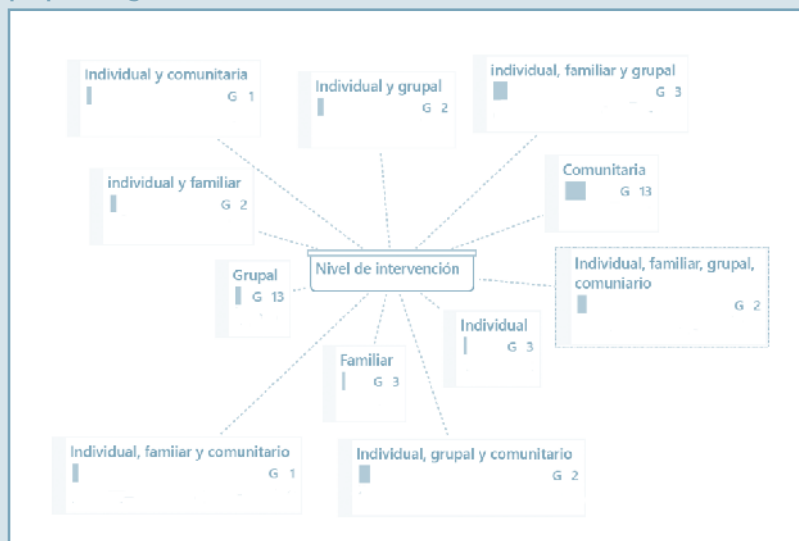 Individual y comunitaria
G 1
Individual y grupal
G 2
individual, familiar y grupal
G 3
individual y familiar
G 2
Comunitaria
G 13
Nivel de intervención
Individual, familiar, grupal,
comuniario
G 2
Grupal
G 13
Individual
G 3
Familiar
G 3
Individual, famiiar y comunitario
G 1
Individual, grupal y comunitario
G 2